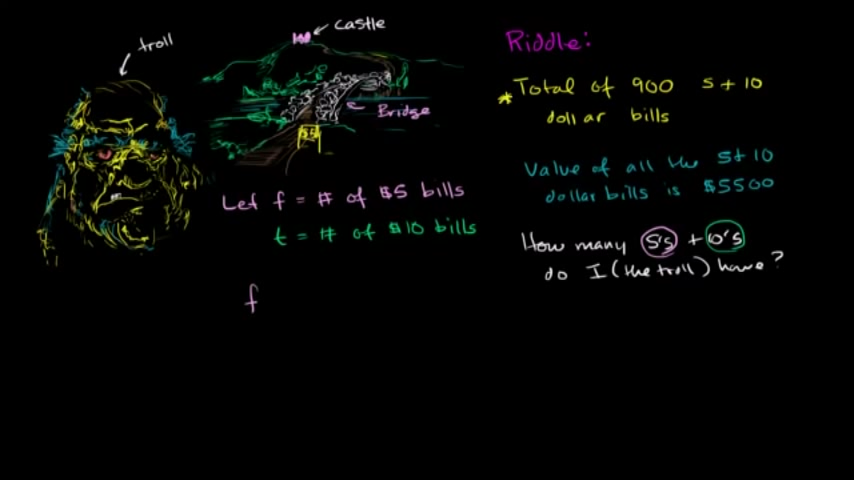 troll
castle
Bridge
$5
Let f = # of $5 bills
t = # of $10 bills
f
Riddle:
* Total of 900 5 + 10
dollar bills
Value of all the 5 + 10
dollar bills is $5500
How many 5's + 10's
do I (the troll) have?